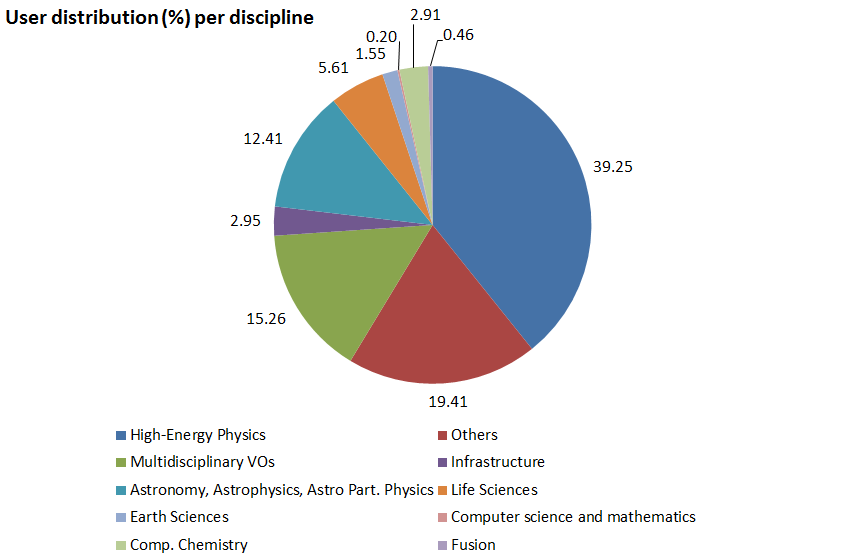 User distribution (%) per discipline
2.91
0.20
0.46
1.55
5.61
12.41
39.25
2.95
15.26
19.41
High-Energy Physics
Others
Multidisciplinary VOs
Infrastructure
Astronomy, Astrophysics, Astro Part. Physics
Life Sciences
Earth Sciences
Computer science and mathematics
Comp. Chemistry
Fusion